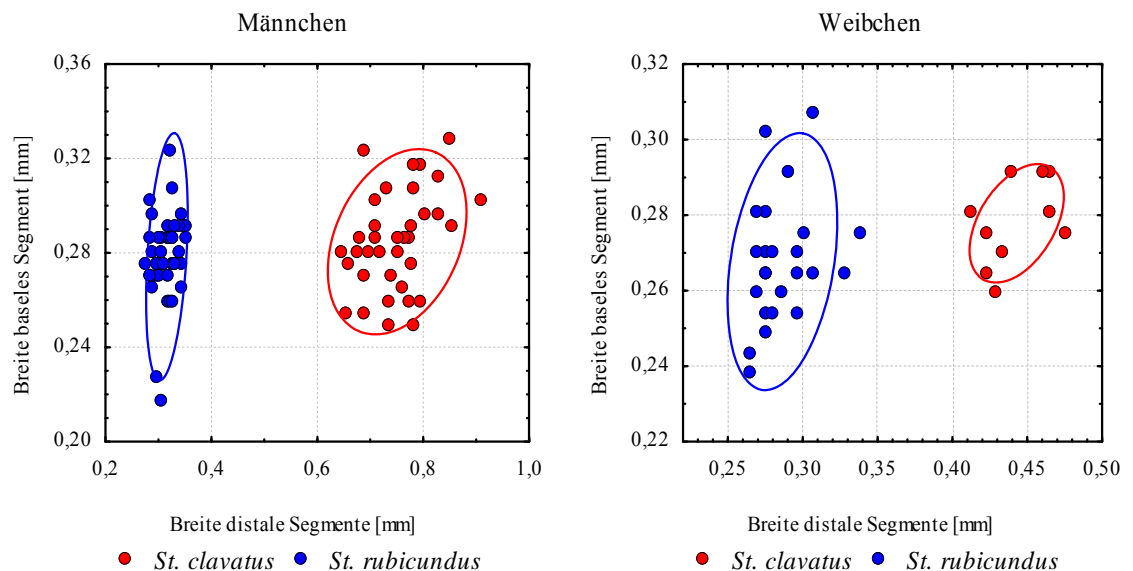 Männchen
0,36
0,32
0,28
0,24
0,20
Breite baseles Segment [mm]
0,2 0,4 0,6 0,8 1,0
Breite distale Segmente [mm]
St. clavatus St. rubicundus
Weibchen
0,32
0,30
0,28
0,26
0,24
0,22
Breite baseles Segment [mm]
0,25 0,30 0,35 0,40 0,45 0,50
Breite distale Segmente [mm]
St. clavatus St. rubicundus